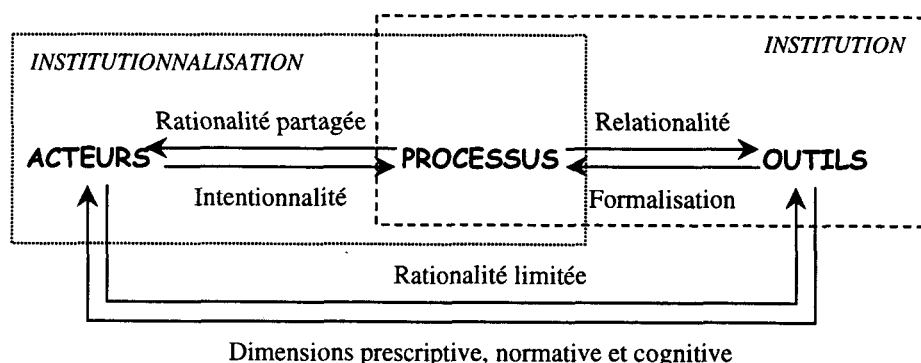 INSTITUTION
INSTITUTIONNALISATION
Rationalité partagée
Relationalité
ACTEURS
PROCESSUS
OUTILS
Intentionnalité
Formalisation
Rationalité limitée
Dimensions prescriptive, normative et cognitive